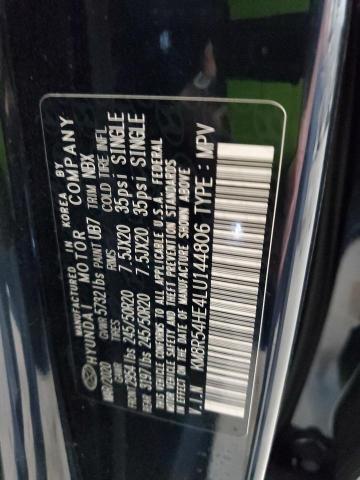 MANUFACTURED IN KOREA BY
HYUNDAI MOTOR COMPANY
MFD 2020 GVWR 5732 lbs PAINT UB7 TRIM NBX
GAWR TIRES RIMS COLD TIRE INFL
FRONT 2954 lbs 245/50R20 7.5JX20 35psi SINGLE
REAR 3197 lbs 245/50R20 7.5JX20 35psi SINGLE
THIS VEHICLE CONFORMS TO ALL APPLICABLE U.S.A. FEDERAL
MOTOR VEHICLE SAFETY STANDARDS AND THEFT PREVENTION STANDARDS
IN EFFECT ON THE DATE OF MANUFACTURE SHOWN ABOVE
V.I.N KM8R54HE4LU144806 TYPE: MPV